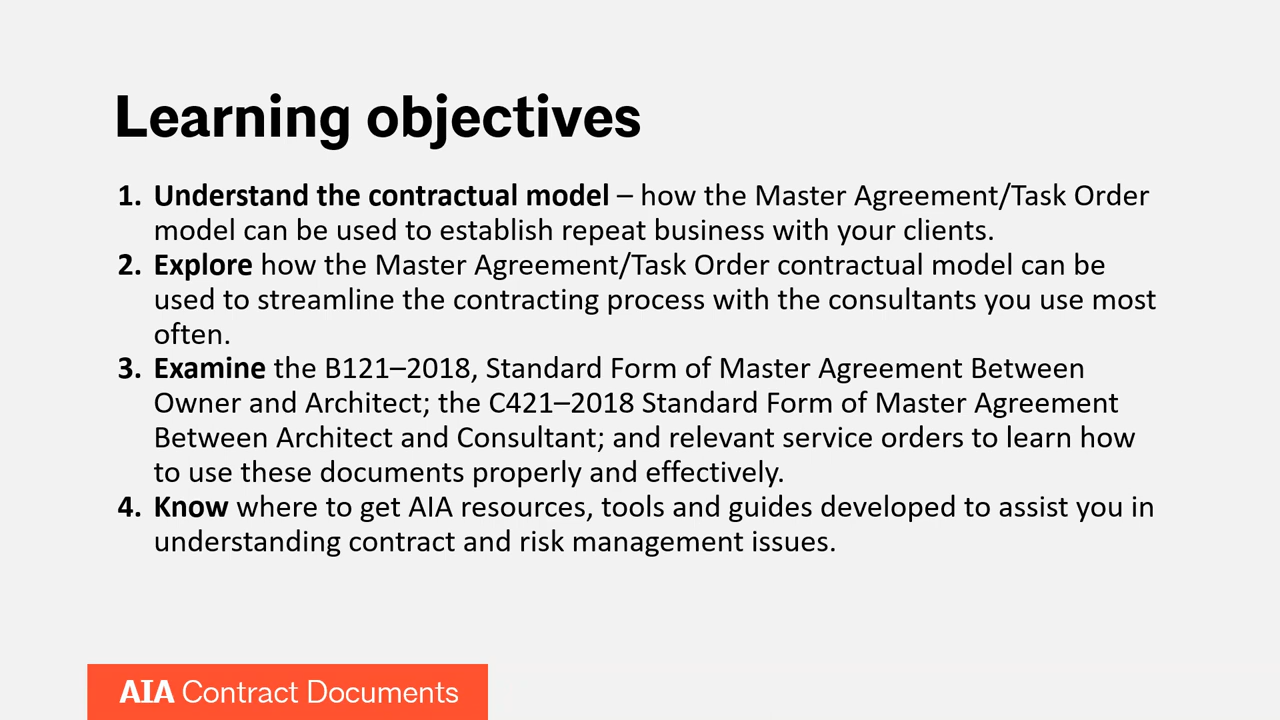 Learning objectives
1. Understand the contractual model – how the Master Agreement/Task Order
model can be used to establish repeat business with your clients.
2. Explore how the Master Agreement/Task Order contractual model can be
used to streamline the contracting process with the consultants you use most
often.
3. Examine the B121–2018, Standard Form of Master Agreement Between
Owner and Architect; the C421–2018 Standard Form of Master Agreement
Between Architect and Consultant; and relevant service orders to learn how
to use these documents properly and effectively.
4. Know where to get AIA resources, tools and guides developed to assist you in
understanding contract and risk management issues.
AIA Contract Documents